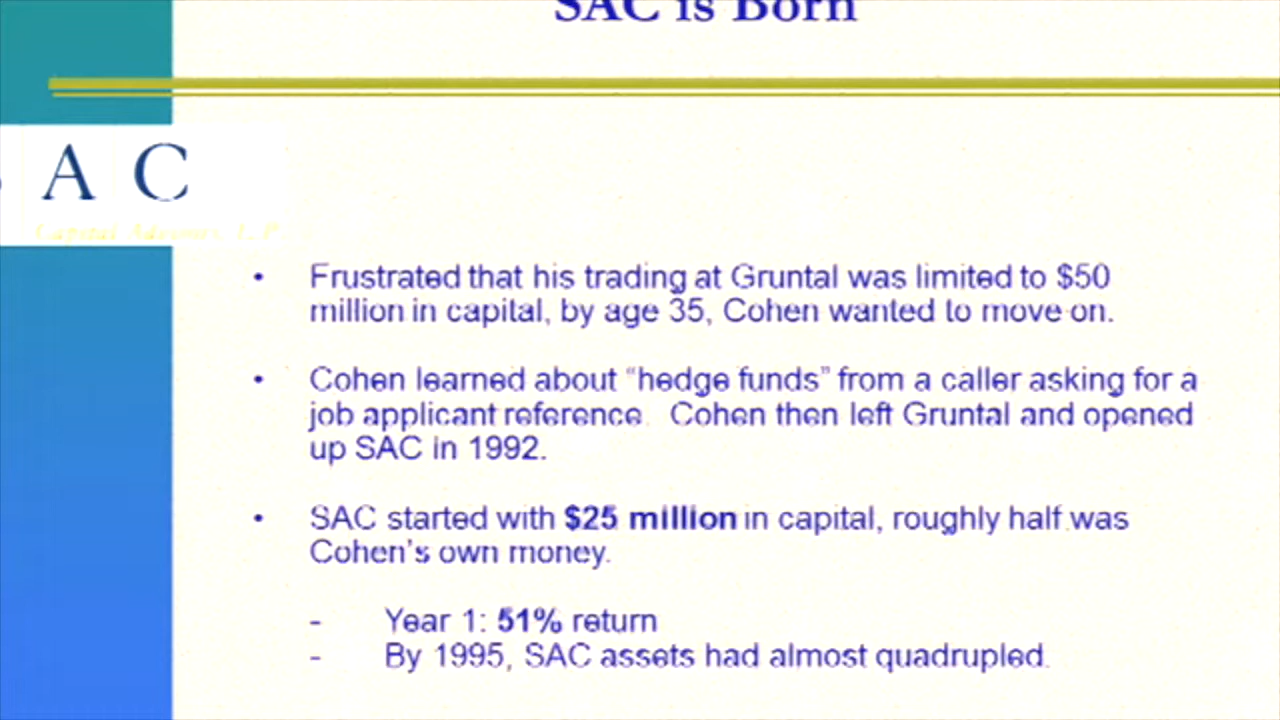 SAC is Born
A C
Capital Advisors, L.P.
• Frustrated that his trading at Gruntal was limited to $50
million in capital, by age 35, Cohen wanted to move on.
• Cohen learned about “hedge funds” from a caller asking for a
job applicant reference. Cohen then left Gruntal and opened
up SAC in 1992.
• SAC started with $25 million in capital, roughly half was
Cohen's own money.
- Year 1: 51% return
- By 1995, SAC assets had almost quadrupled.